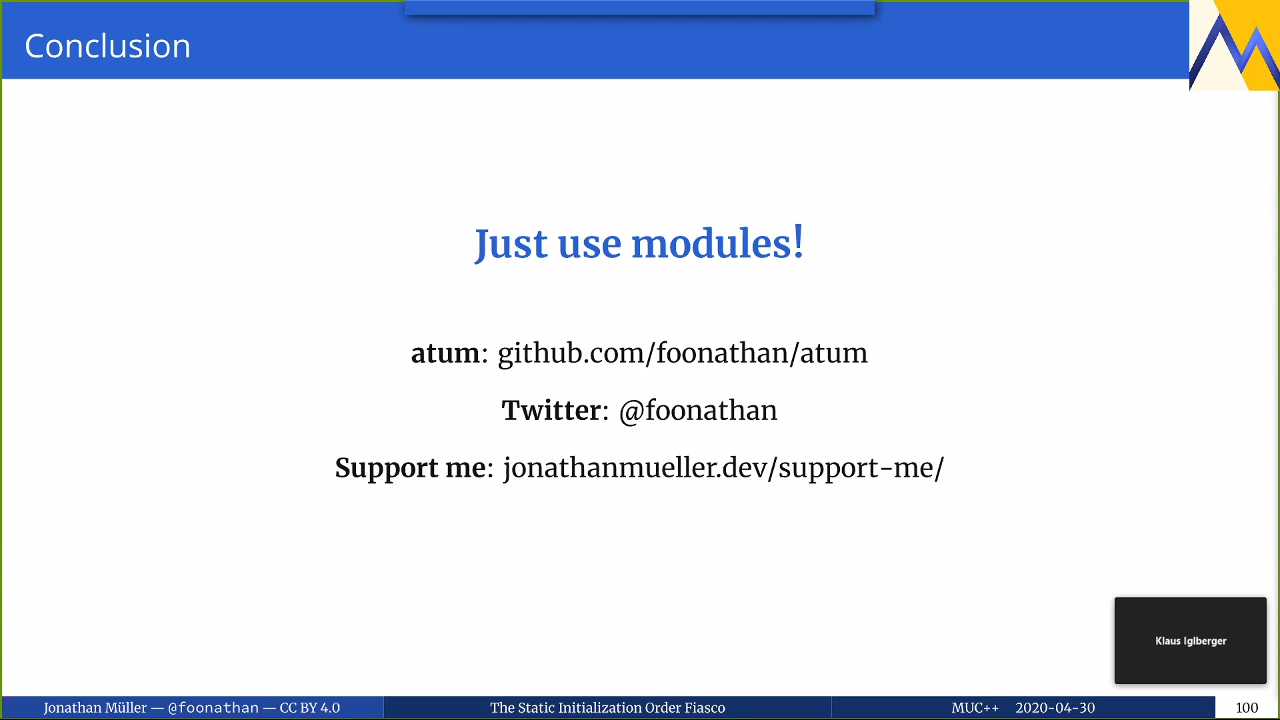 Conclusion
Just use modules!
atum: github.com/foonathan/atum
Twitter: @foonathan
Support me: jonathanmueller.dev/support-me/
Klaus Iglberger
Jonathan Müller — @foonathan — CC BY 4.0
The Static Initialization Order Fiasco
MUC++ 2020-04-30
100